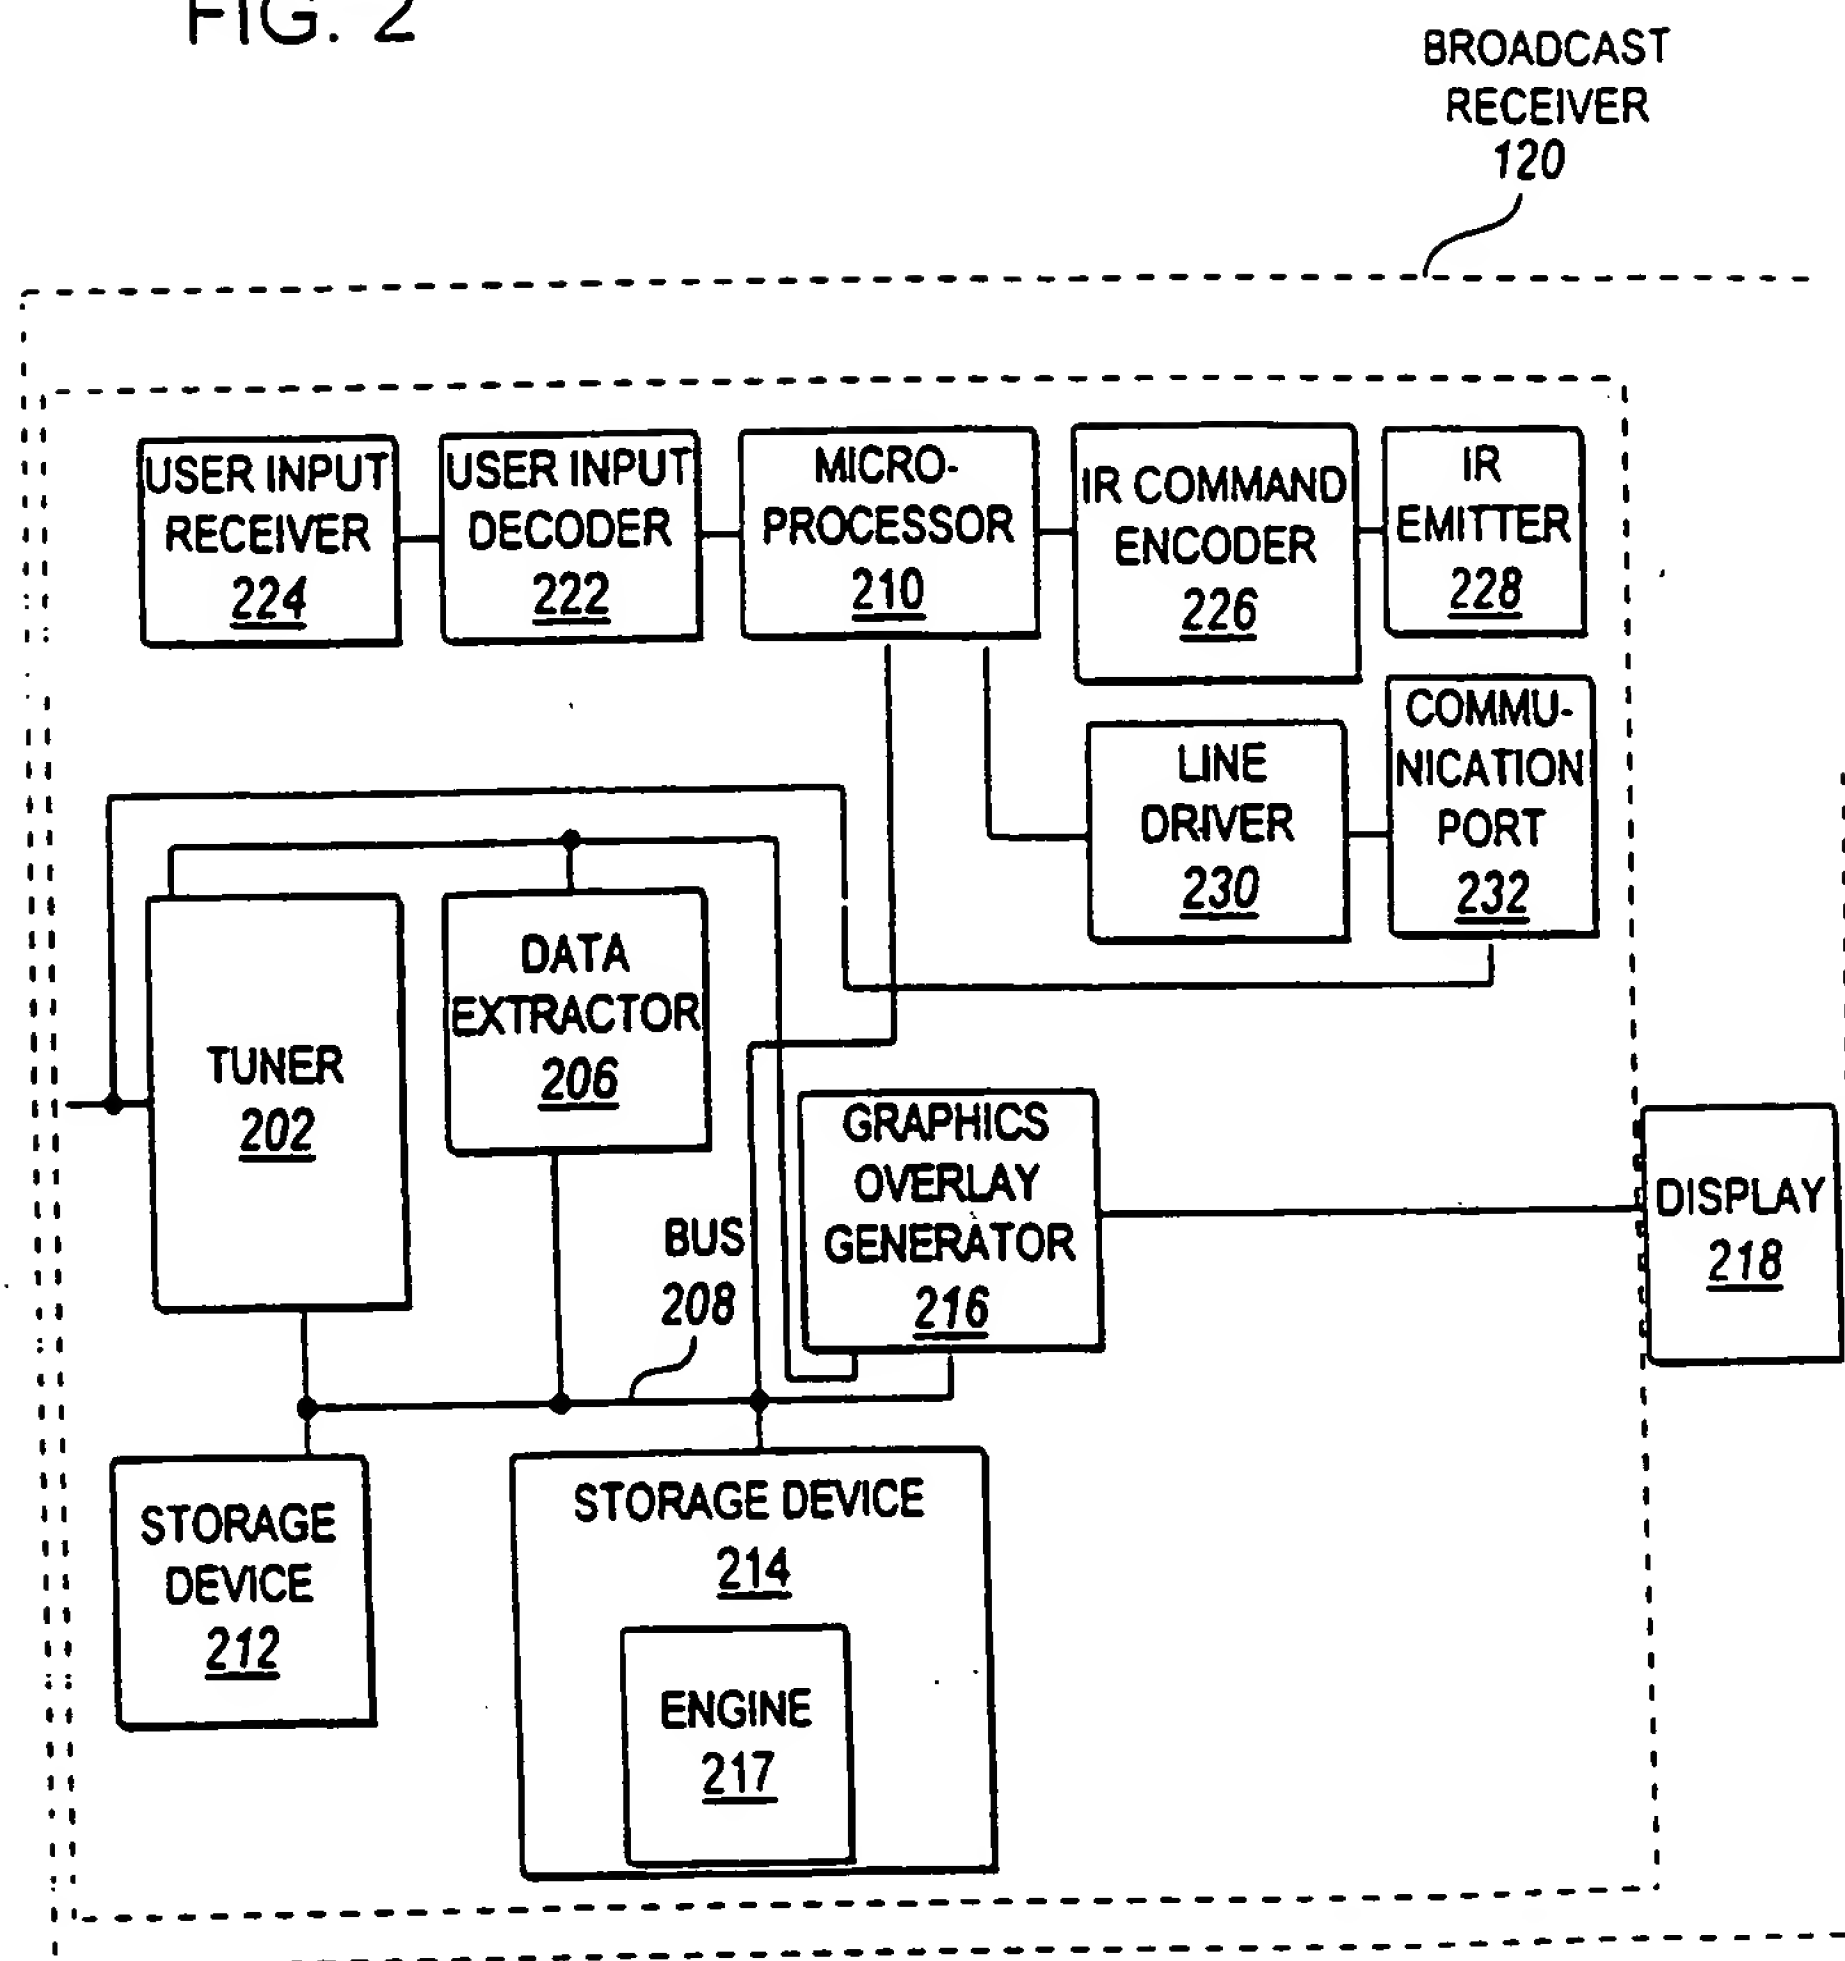 FIG. 2
BROADCAST
RECEIVER
120
USER INPUT
RECEIVER
224
USER INPUT
DECODER
222
MICRO-
PROCESSOR
210
IR COMMAND
ENCODER
226
IR
EMITTER
228
LINE
DRIVER
230
COMMU-
NICATION
PORT
232
TUNER
202
DATA
EXTRACTOR
206
GRAPHICS
OVERLAY
GENERATOR
216
BUS
208
DISPLAY
218
STORAGE
DEVICE
212
STORAGE DEVICE
214
ENGINE
217